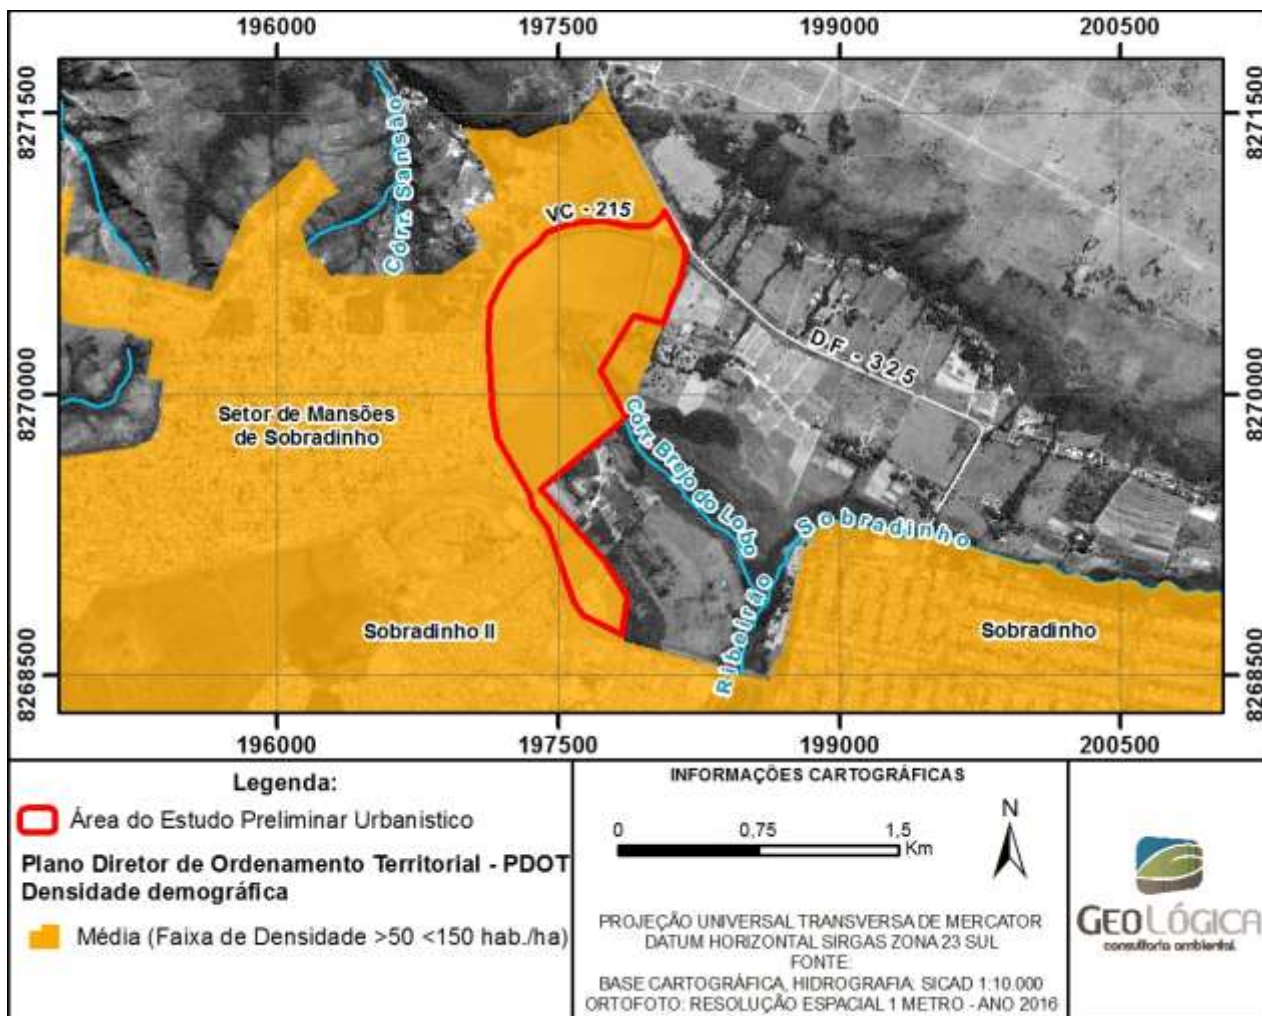 196000
197500
199000
200500
8271500
8271500
Córr. Sansão
VC - 215
DF - 325
8270000
8270000
Setor de Mansões
de Sobradinho
Córr. Brejo do Lobo
Ribeirão Sobradinho
Sobradinho II
Sobradinho
8268500
8268500
196000
197500
199000
200500
Legenda:
Área do Estudo Preliminar Urbanistico
Plano Diretor de Ordenamento Territorial - PDOT
Densidade demográfica
Média (Faixa de Densidade >50 <150 hab./ha)
INFORMAÇÕES CARTOGRÁFICAS
0 0,75 1,5
Km
N
PROJEÇÃO UNIVERSAL TRANSVERSA DE MERCATOR
DATUM HORIZONTAL SIRGAS ZONA 23 SUL
FONTE:
BASE CARTOGRÁFICA, HIDROGRAFIA: SICAD 1:10.000
ORTOFOTO: RESOLUÇÃO ESPACIAL 1 METRO - ANO 2016
GEOLÓGICA
consultoria ambiental